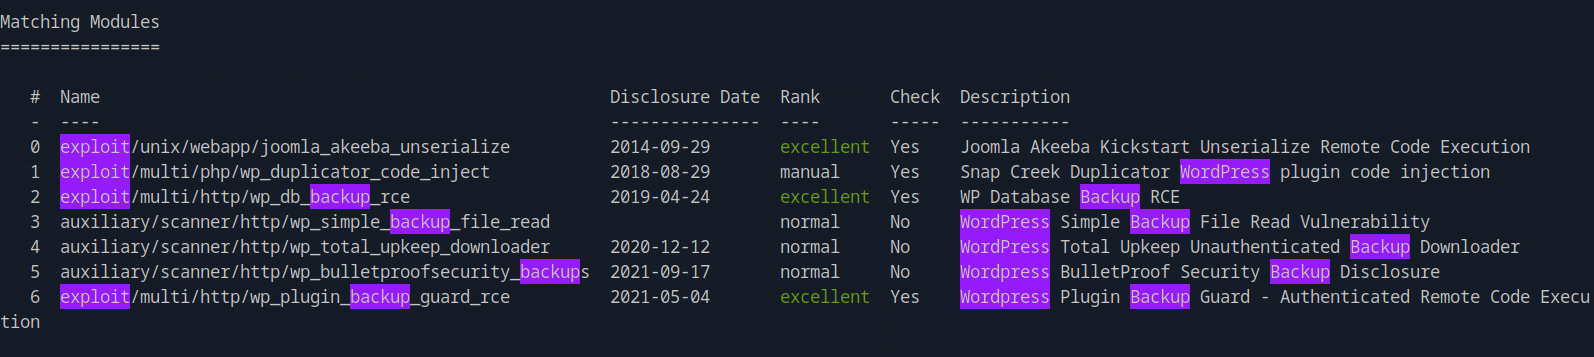 Matching Modules
================
#  Name                                              Disclosure Date  Rank       Check  Description
-  ----                                              ---------------  ----       -----  -----------
0  exploit/unix/webapp/joomla_akeeba_unserialize     2014-09-29       excellent  Yes    Joomla Akeeba Kickstart Unserialize Remote Code Execution
1  exploit/multi/php/wp_duplicator_code_inject       2018-08-29       manual     Yes    Snap Creek Duplicator WordPress plugin code injection
2  exploit/multi/http/wp_db_backup_rce               2019-04-24       excellent  Yes    WP Database Backup RCE
3  auxiliary/scanner/http/wp_simple_backup_file_read                  normal     No     WordPress Simple Backup File Read Vulnerability
4  auxiliary/scanner/http/wp_total_upkeep_downloader 2020-12-12       normal     No     WordPress Total Upkeep Unauthenticated Backup Downloader
5  auxiliary/scanner/http/wp_bulletproofsecurity_backups  2021-09-17  normal     No     Wordpress BulletProof Security Backup Disclosure
6  exploit/multi/http/wp_plugin_backup_guard_rce     2021-05-04       excellent  Yes    Wordpress Plugin Backup Guard - Authenticated Remote Code Execu
tion